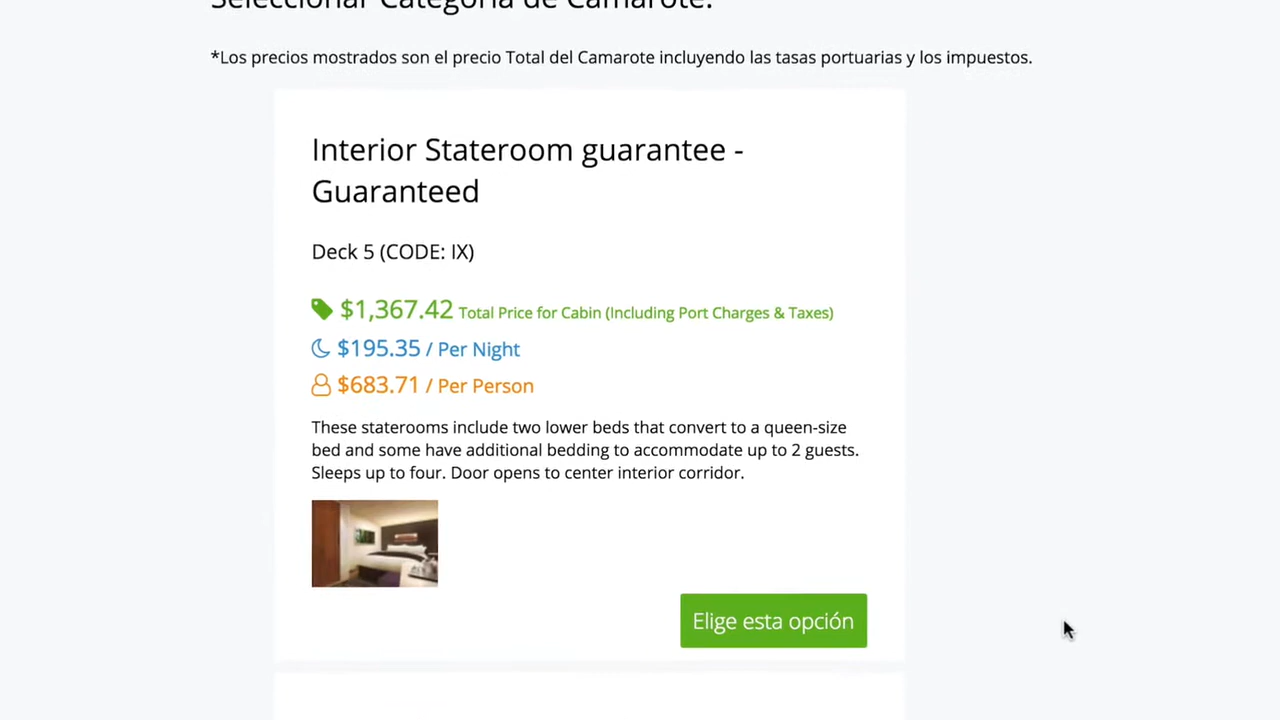 Seleccionar Categoría de Camarote:
*Los precios mostrados son el precio Total del Camarote incluyendo las tasas portuarias y los impuestos.
Interior Stateroom guarantee -
Guaranteed
Deck 5 (CODE: IX)
$1,367.42 Total Price for Cabin (Including Port Charges & Taxes)
$195.35 / Per Night
$683.71 / Per Person
These staterooms include two lower beds that convert to a queen-size
bed and some have additional bedding to accommodate up to 2 guests.
Sleeps up to four. Door opens to center interior corridor.
Elige esta opción